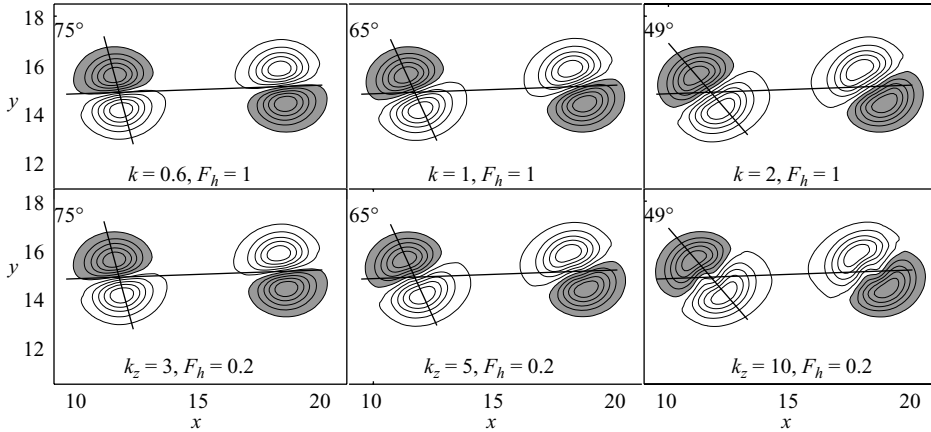 18
75°
65°
49°
16
y
14
12
k = 0.6, F_h = 1
k = 1, F_h = 1
k = 2, F_h = 1
18
75°
65°
49°
16
y
14
12
k_z = 3, F_h = 0.2
k_z = 5, F_h = 0.2
k_z = 10, F_h = 0.2
10 15 20
x
10 15 20
x
10 15 20
x